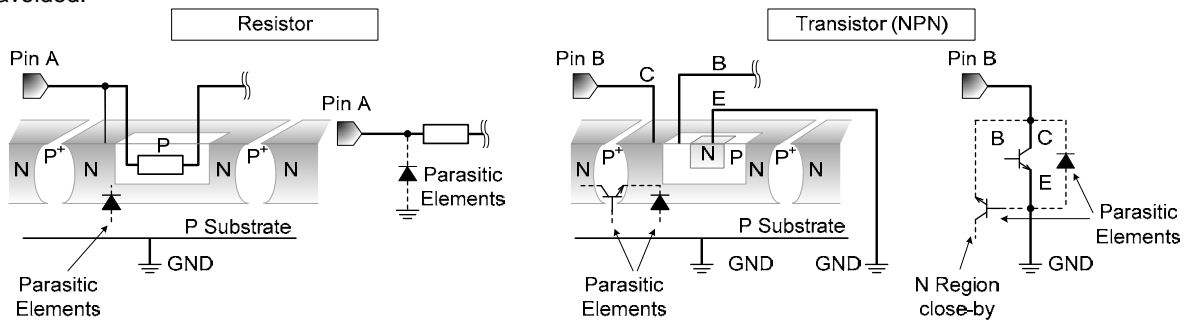 avoided.
Resistor
Transistor (NPN)
Pin A
Pin A
N
P+
N
P
N
P+
N
Parasitic
Elements
P Substrate
GND
Parasitic
Elements
Pin B
C
B
E
N
P+
N
N
P
N
P+
N
P Substrate
GND
GND
Parasitic
Elements
Pin B
B
C
E
Parasitic
Elements
GND
N Region
close-by